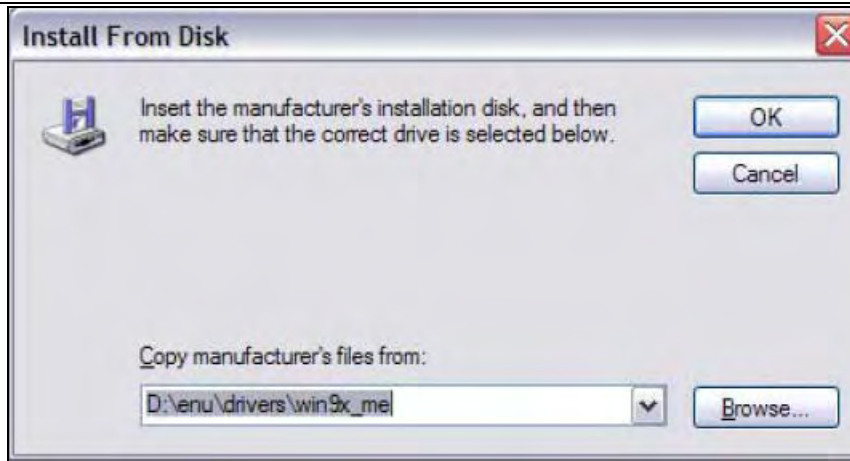 Install From Disk
Insert the manufacturer's installation disk, and then
make sure that the correct drive is selected below.
OK
Cancel
Copy manufacturer's files from:
D:\enu\drivers\win9x_me
Browse...